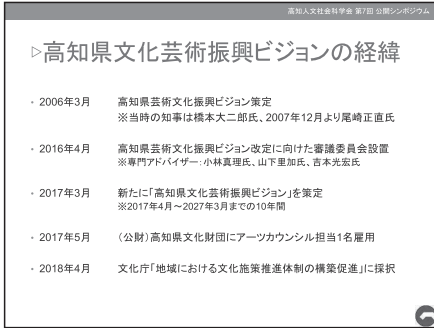 高知人文社会科学会 第7回 公開シンポジウム
▷高知県文化芸術振興ビジョンの経緯
・2006年3月 高知県芸術文化振興ビジョン策定
※当時の知事は橋本大二郎氏、2007年12月より尾崎正直氏
・2016年4月 高知県芸術文化振興ビジョン改定に向けた審議委員会設置
※専門アドバイザー：小林真理氏、山下里加氏、吉本光宏氏
・2017年3月 新たに「高知県文化芸術振興ビジョン」を策定
※2017年4月～2027年3月までの10年間
・2017年5月 （公財）高知県文化財団にアーツカウンシル担当1名雇用
・2018年4月 文化庁「地域における文化施策推進体制の構築促進」に採択